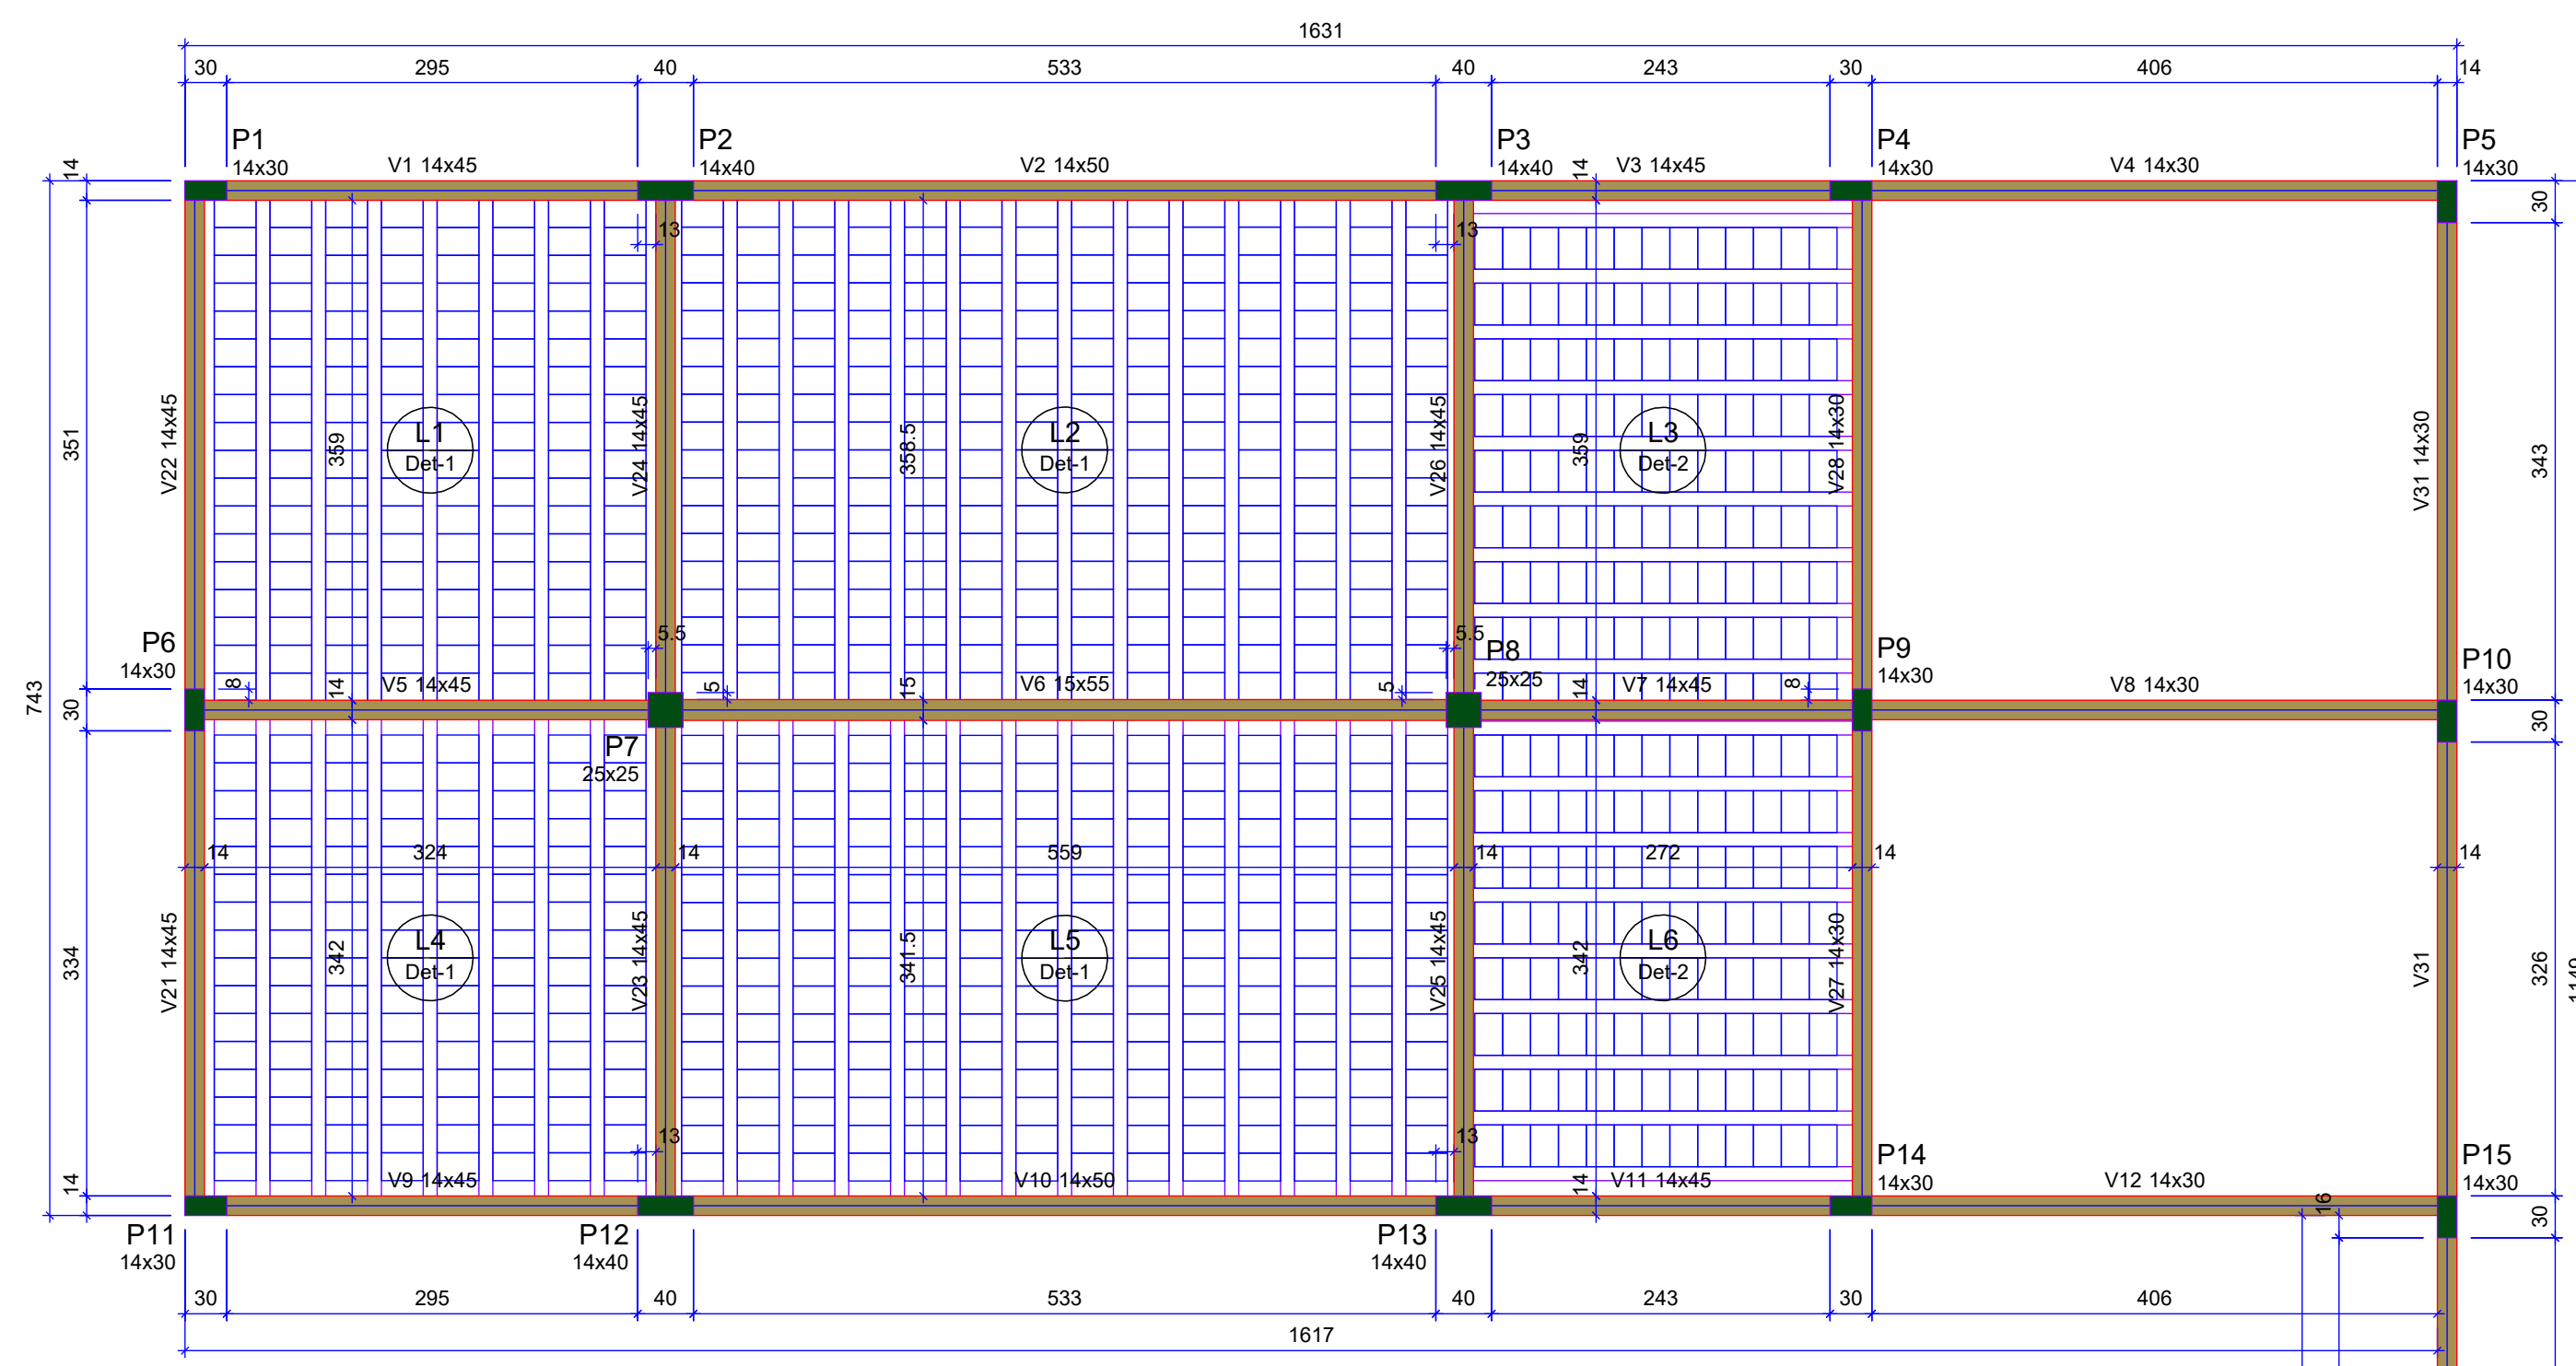 1631
30 295 40 533 40 243 30 406 14
P1 P2 P3 P4 P5
14x30 V1 14x45 14x40 V2 14x50 14x40 V3 14x45 14x30 V4 14x30 14x30
14 14 30
13 13
351 V22 14x45 359 L1 V24 14x45 358.5 L2 V26 14x45 359 L3 V28 14x30 V31 14x30 343
Det-1 Det-1 Det-2
743
P6 5.5 5.5 P8 P9 P10
14x30 8 14 V5 14x45 5 15 V6 15x55 5 25x25 14 V7 14x45 8 14x30 V8 14x30 14x30
30 30
P7
25x25
14 324 14 559 14 272 14 14
334 V21 14x45 342 L4 V23 14x45 341.5 L5 V25 14x45 342 L6 V27 14x30 V31 326
Det-1 Det-1 Det-2
13 13
14 V9 14x45 V10 14x50 14 V11 14x45 P14 V12 14x30 P15
14x30 14x30
16 30
P11 P12 P13
14x30 14x40 14x40
30 295 40 533 40 243 30 406
1617